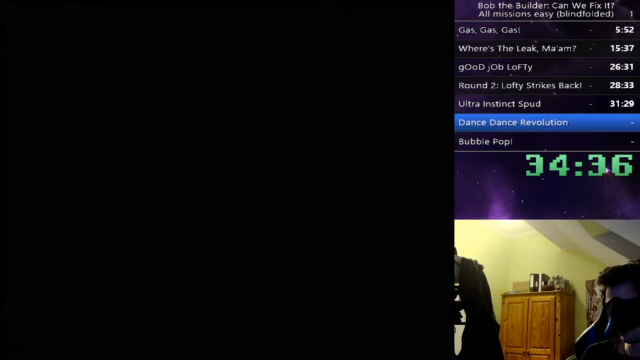 Bob the Builder: Can We Fix It?
All missions easy (blindfolded) 1
Gas, Gas, Gas! - 5:52
Where's The Leak, Ma'am? - 15:37
gOoD jOb LoFTy - 26:31
Round 2: Lofty Strikes Back! - 28:33
Ultra Instinct Spud - 31:29
Dance Dance Revolution -
Bubble Pop! -
34:36